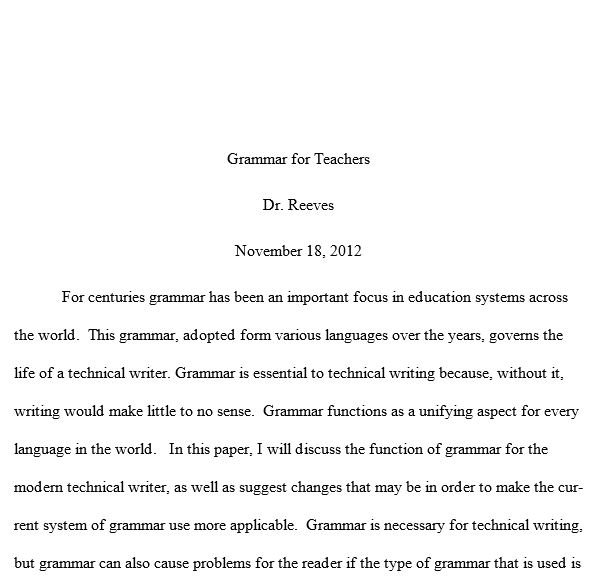 Grammar for Teachers
Dr. Reeves
November 18, 2012
For centuries grammar has been an important focus in education systems across
the world.  This grammar, adopted form various languages over the years, governs the
life of a technical writer. Grammar is essential to technical writing because, without it,
writing would make little to no sense.  Grammar functions as a unifying aspect for every
language in the world.   In this paper, I will discuss the function of grammar for the
modern technical writer, as well as suggest changes that may be in order to make the cur-
rent system of grammar use more applicable.  Grammar is necessary for technical writing,
but grammar can also cause problems for the reader if the type of grammar that is used is